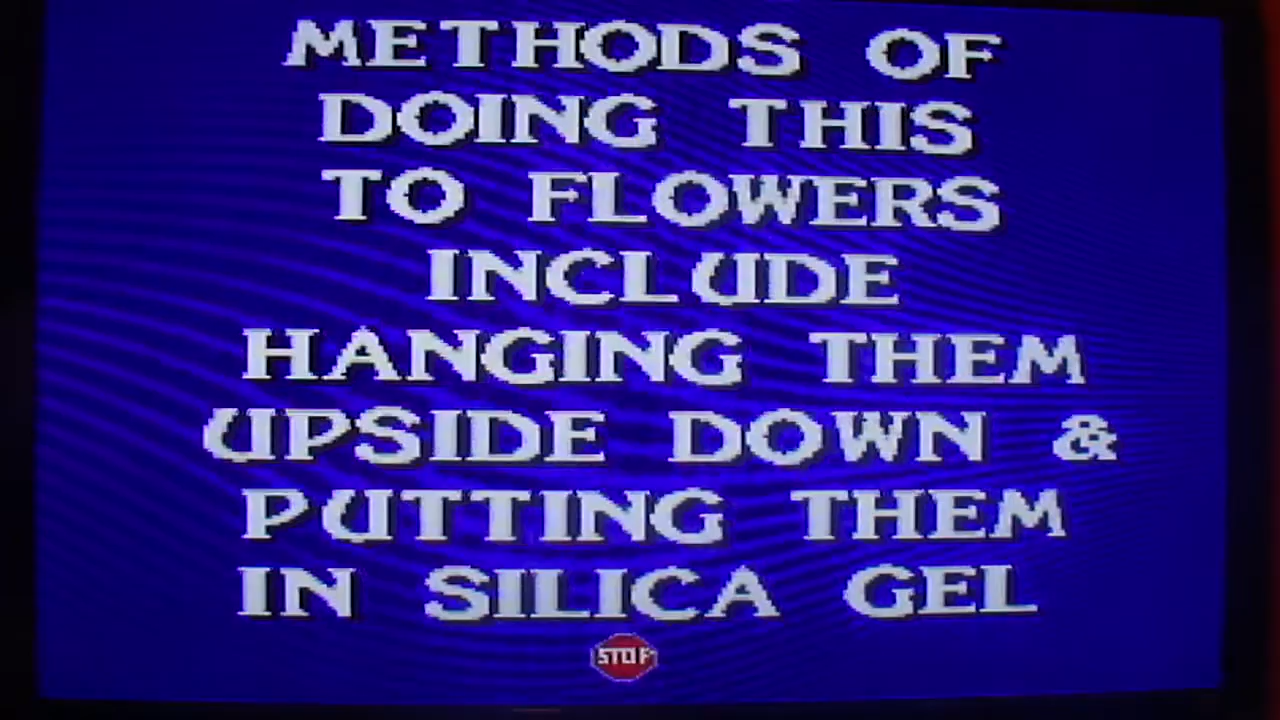 METHODS OF
DOING THIS
TO FLOWERS
INCLUDE
HANGING THEM
UPSIDE DOWN &
PUTTING THEM
IN SILICA GEL
STOP